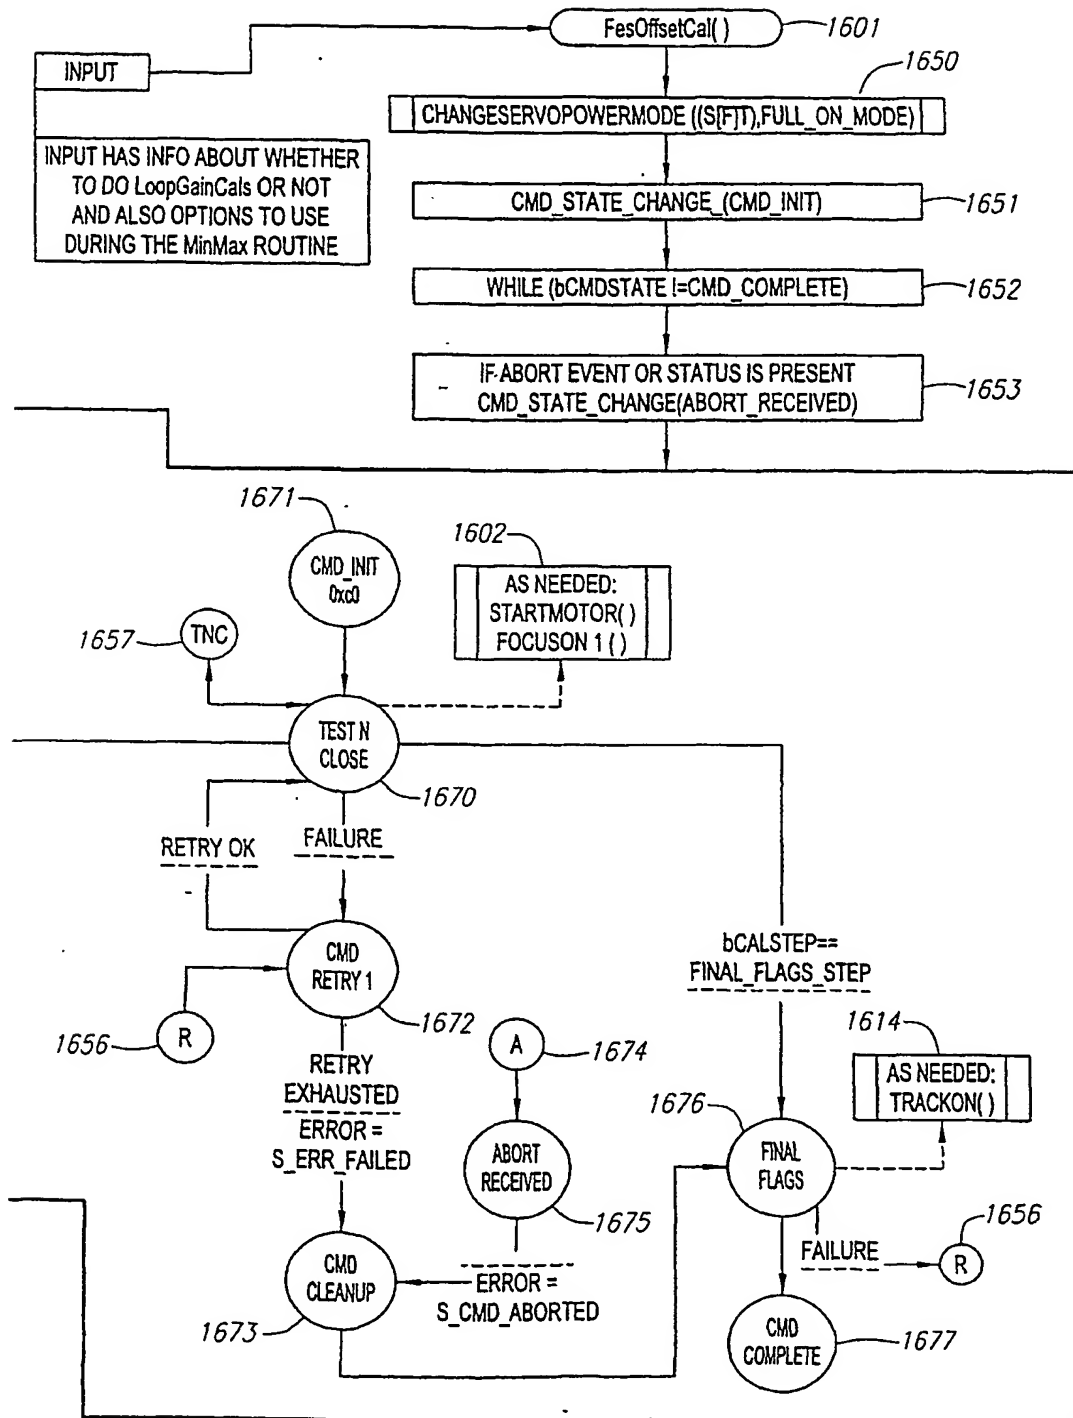 FesOffsetCal( )
1601
INPUT
1650
CHANGESERVOPOWERMODE ((S[F]T),FULL_ON_MODE)
INPUT HAS INFO ABOUT WHETHER
TO DO LoopGainCals OR NOT
AND ALSO OPTIONS TO USE
DURING THE MinMax ROUTINE
CMD_STATE_CHANGE_(CMD_INIT)
1651
WHILE (bCMDSTATE !=CMD_COMPLETE)
1652
IF ABORT EVENT OR STATUS IS PRESENT
CMD_STATE_CHANGE(ABORT_RECEIVED)
1653
1671
CMD_INIT
0xc0
1602
AS NEEDED:
STARTMOTOR( )
FOCUSON 1 ( )
1657
TNC
TEST N
CLOSE
1670
RETRY OK
FAILURE
CMD
RETRY 1
1672
1656
R
bCALSTEP==
FINAL_FLAGS_STEP
RETRY
EXHAUSTED
ERROR =
S_ERR_FAILED
A
1674
ABORT
RECEIVED
1675
1614
AS NEEDED:
TRACKON( )
1676
FINAL
FLAGS
FAILURE
1656
R
CMD
CLEANUP
1673
ERROR =
S_CMD_ABORTED
CMD
COMPLETE
1677